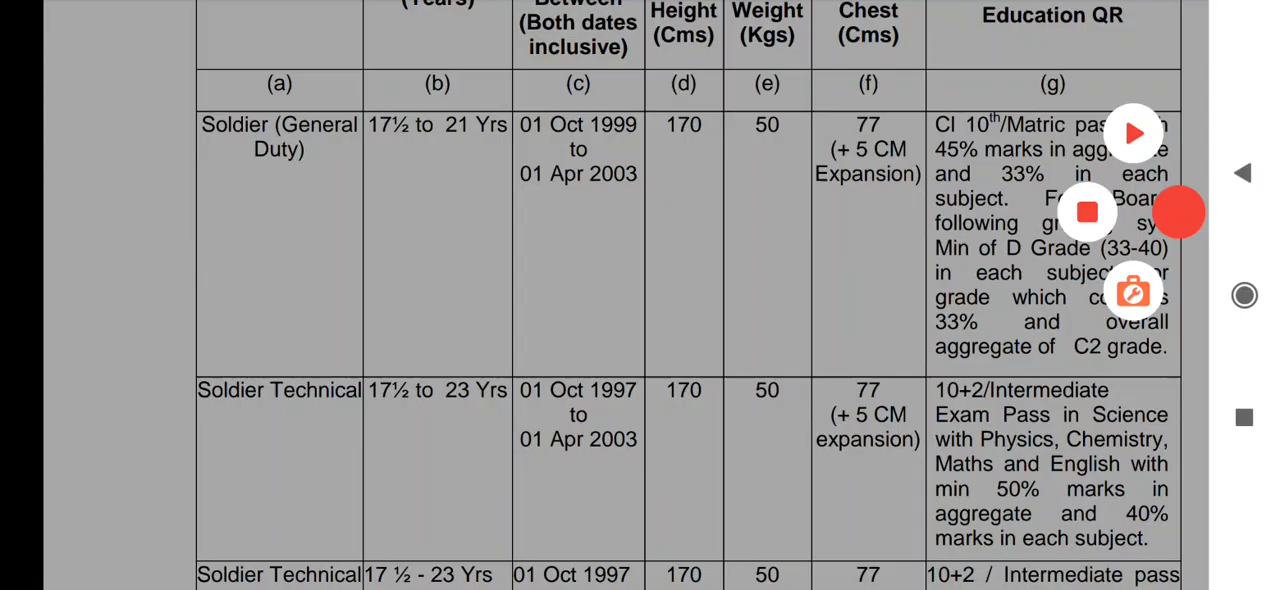 (Years)
Between
(Both dates
inclusive)
Height
(Cms)
Weight
(Kgs)
Chest
(Cms)
Education QR
(a) (b) (c) (d) (e) (f) (g)
Soldier (General
Duty)
17½ to 21 Yrs
01 Oct 1999
to
01 Apr 2003
170
50
77
(+ 5 CM
Expansion)
Cl 10th/Matric
45% marks in
and 33% in each
subject.
following
Min of D Grade (33-40)
in each subject
grade which
33% and overall
aggregate of C2 grade.
Soldier Technical
17½ to 23 Yrs
01 Oct 1997
to
01 Apr 2003
170
50
77
(+ 5 CM
expansion)
10+2/Intermediate
Exam Pass in Science
with Physics, Chemistry,
Maths and English with
min 50% marks in
aggregate and 40%
marks in each subject.
Soldier Technical
17 ½ - 23 Yrs
01 Oct 1997
170
50
77
10+2 / Intermediate pass